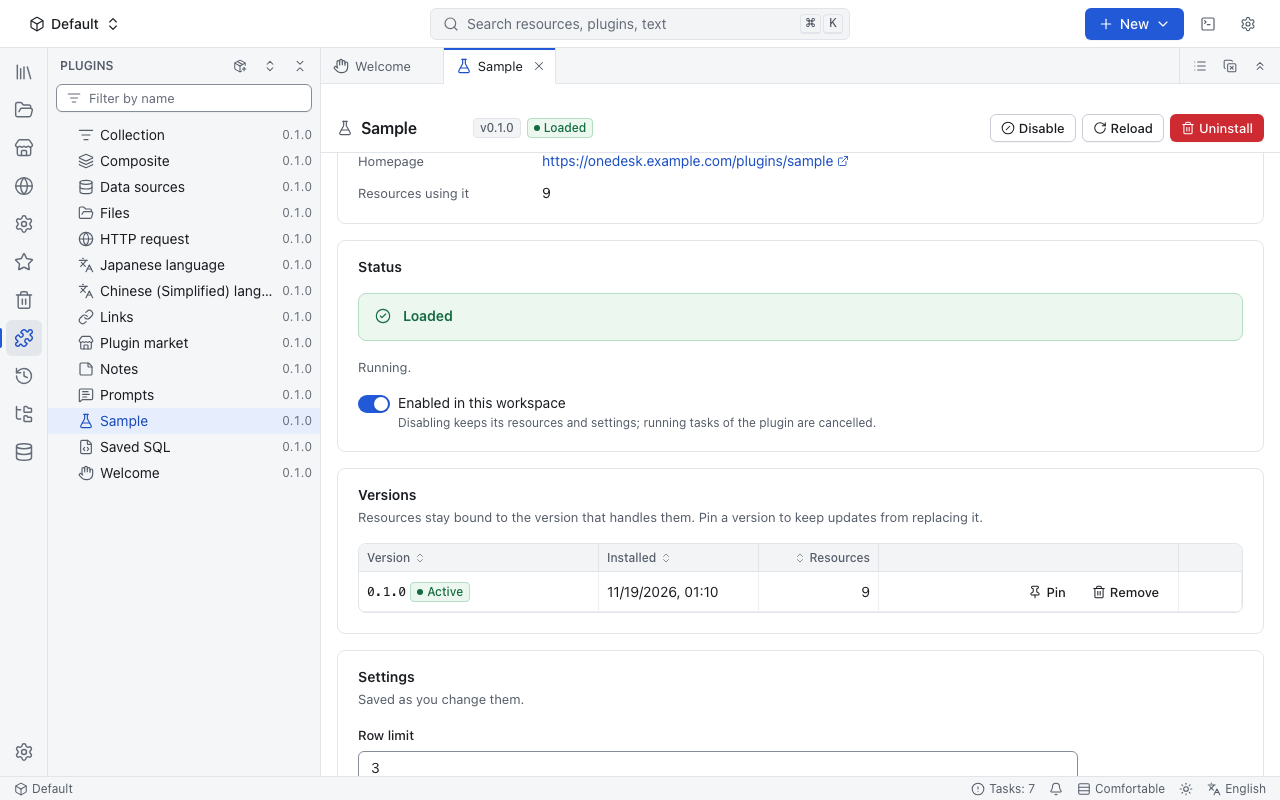 Default
Search resources, plugins, text
⌘ K
New
PLUGINS
Filter by name
Collection 0.1.0
Composite 0.1.0
Data sources 0.1.0
Files 0.1.0
HTTP request 0.1.0
Japanese language 0.1.0
Chinese (Simplified) lang... 0.1.0
Links 0.1.0
Plugin market 0.1.0
Notes 0.1.0
Prompts 0.1.0
Sample 0.1.0
Saved SQL 0.1.0
Welcome 0.1.0
Welcome
Sample
Sample v0.1.0 Loaded
Disable Reload Uninstall
Homepage https://onedesk.example.com/plugins/sample
Resources using it 9
Status
Loaded
Running.
Enabled in this workspace
Disabling keeps its resources and settings; running tasks of the plugin are cancelled.
Versions
Resources stay bound to the version that handles them. Pin a version to keep updates from replacing it.
Version Installed Resources
0.1.0 Active 11/19/2026, 01:10 9 Pin Remove
Settings
Saved as you change them.
Row limit
3
Default
Tasks: 7 Comfortable English